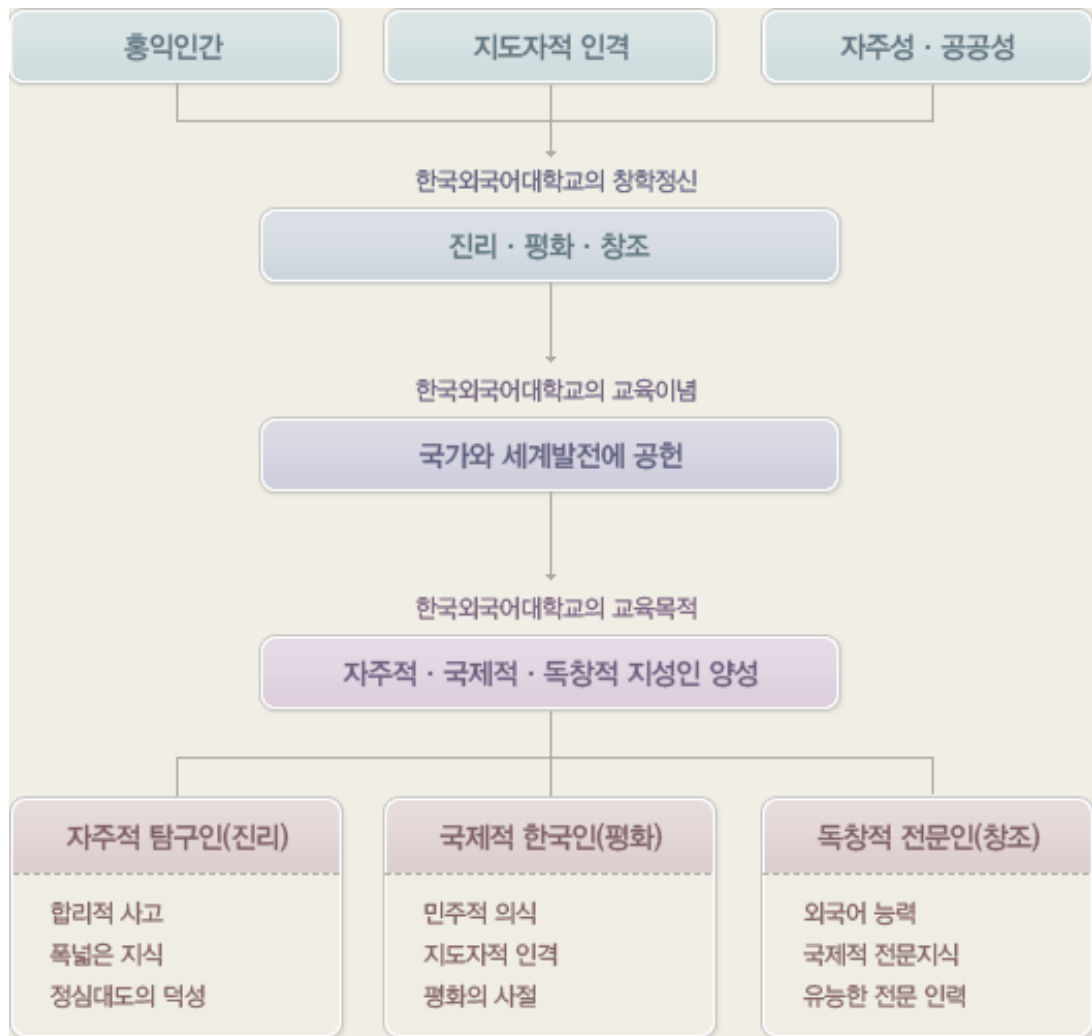 홍익인간
지도자적 인격
자주성 · 공공성
한국외국어대학교의 창학정신
진리 · 평화 · 창조
한국외국어대학교의 교육이념
국가와 세계발전에 공헌
한국외국어대학교의 교육목적
자주적 · 국제적 · 독창적 지성인 양성
자주적 탐구인(진리)
합리적 사고
폭넓은 지식
정심대도의 덕성
국제적 한국인(평화)
민주적 의식
지도자적 인격
평화의 사절
독창적 전문인(창조)
외국어 능력
국제적 전문지식
유능한 전문 인력